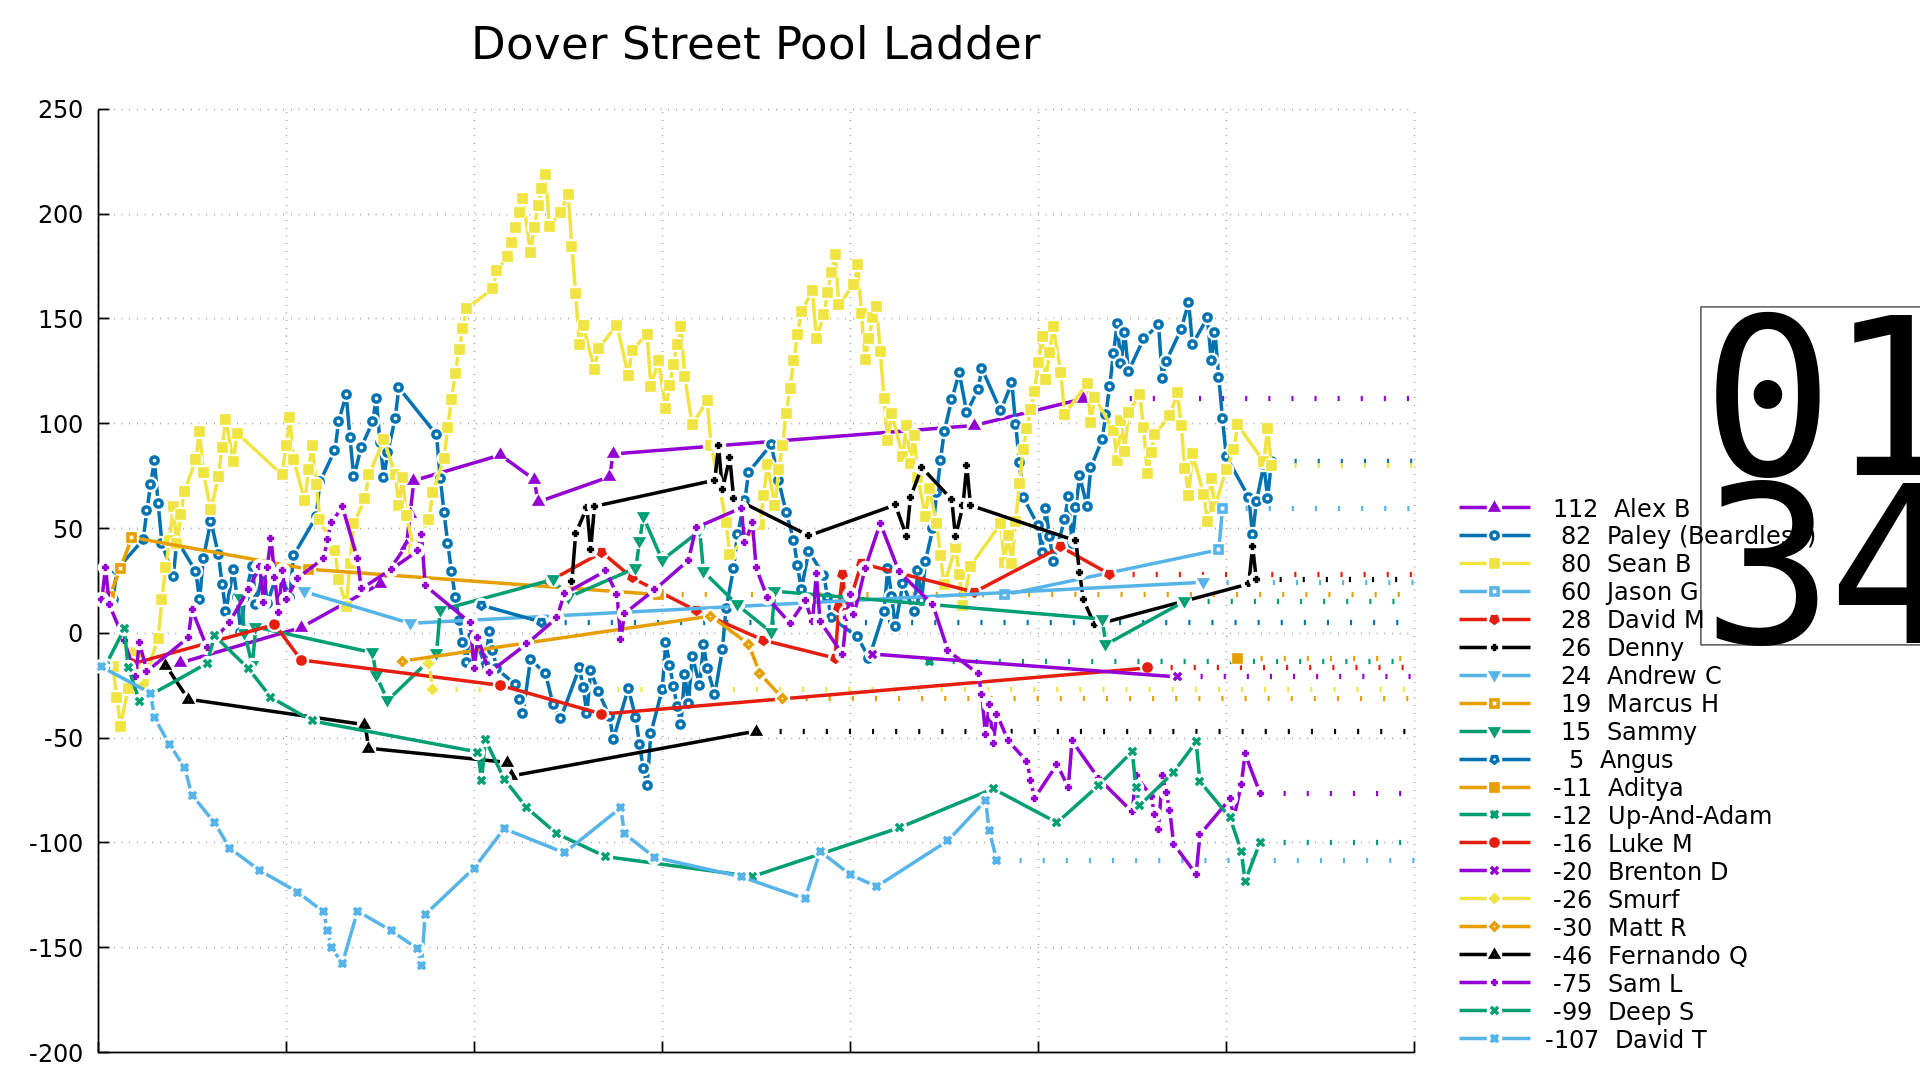 Dover Street Pool Ladder
250
200
150
100
50
0
-50
-100
-150
-200
112 Alex B
82 Paley (Beardless)
80 Sean B
60 Jason G
28 David M
26 Denny
24 Andrew C
19 Marcus H
15 Sammy
5 Angus
-11 Aditya
-12 Up-And-Adam
-16 Luke M
-20 Brenton D
-26 Smurf
-30 Matt R
-46 Fernando Q
-75 Sam L
-99 Deep S
-107 David T
01
34